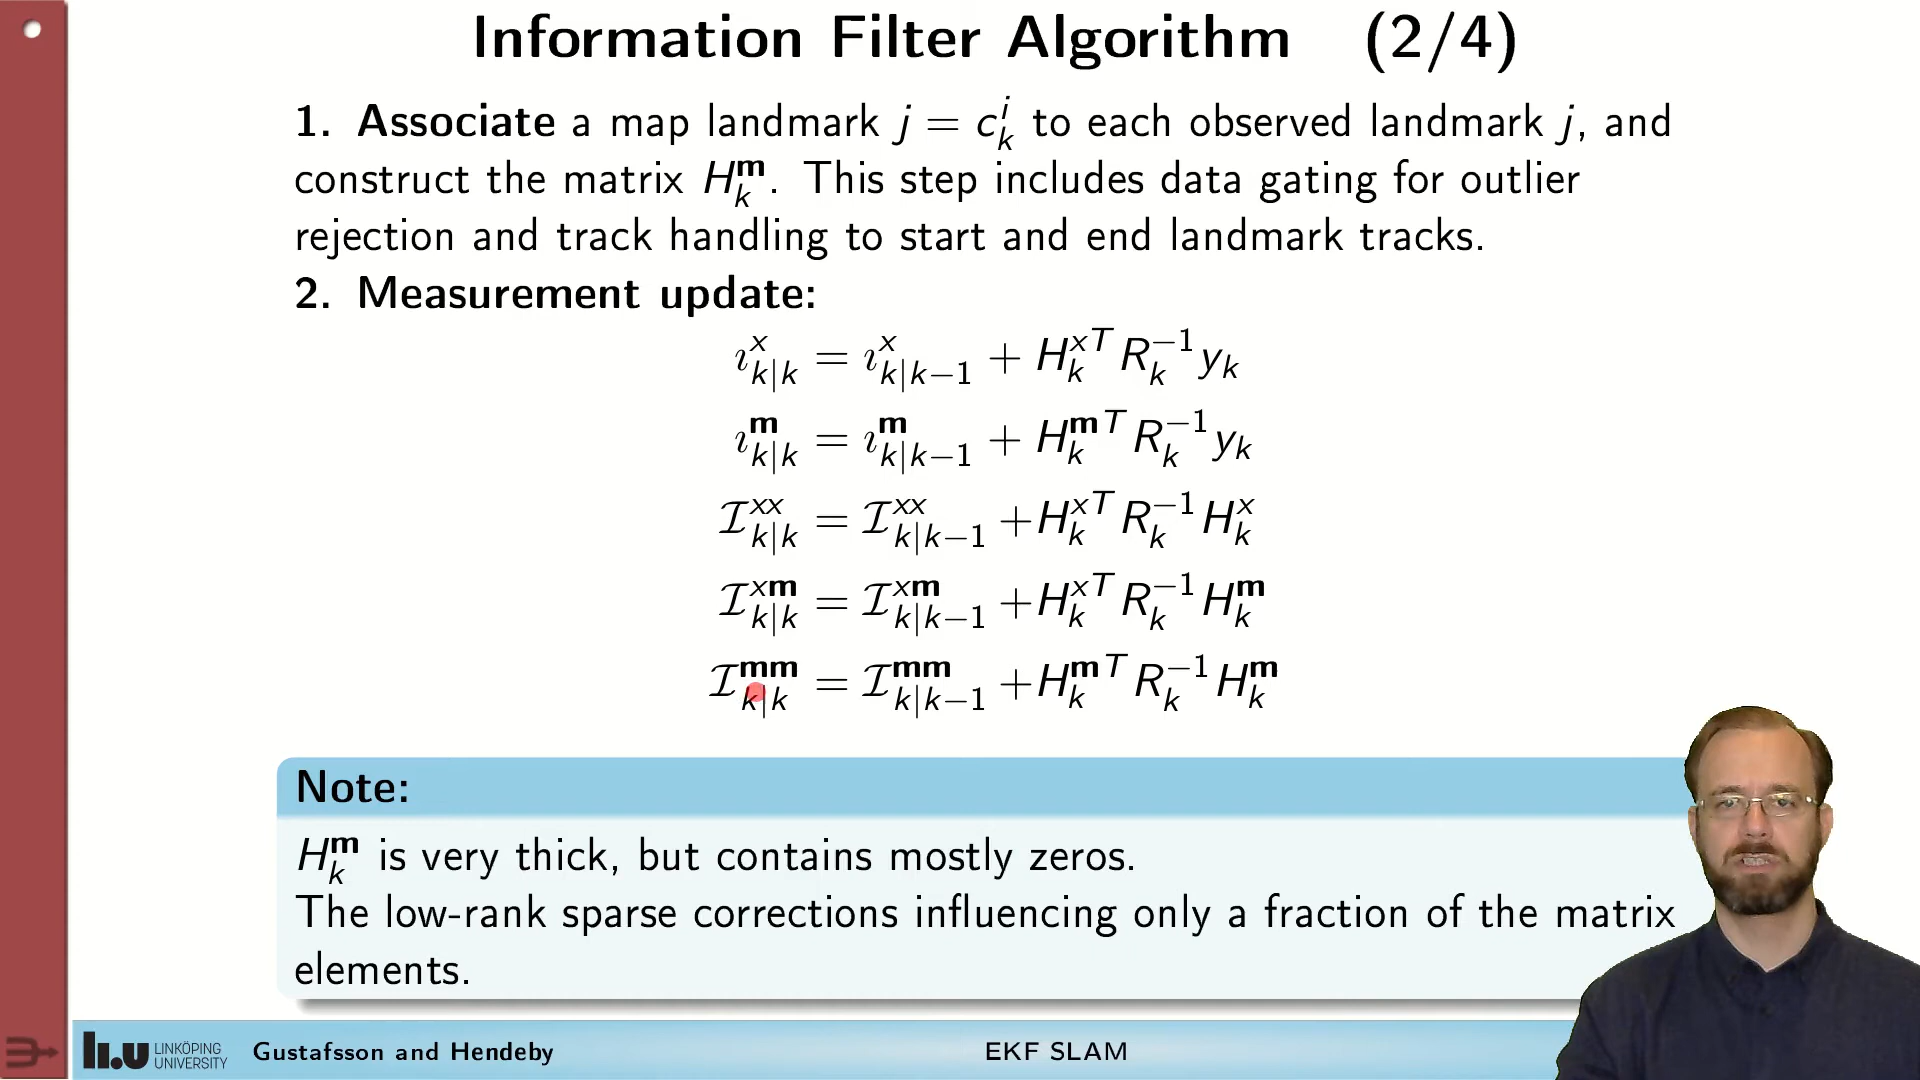 Information Filter Algorithm (2/4)
1. Associate a map landmark j = c_k^i to each observed landmark j, and
construct the matrix H_k^𝐦. This step includes data gating for outlier
rejection and track handling to start and end landmark tracks.
2. Measurement update:
ı_{k|k}^x = ı_{k|k−1}^x + H_k^{xT} R_k^{−1} y_k
ı_{k|k}^𝐦 = ı_{k|k−1}^𝐦 + H_k^{𝐦T} R_k^{−1} y_k
ℐ_{k|k}^{xx} = ℐ_{k|k−1}^{xx} + H_k^{xT} R_k^{−1} H_k^x
ℐ_{k|k}^{x𝐦} = ℐ_{k|k−1}^{x𝐦} + H_k^{xT} R_k^{−1} H_k^𝐦
ℐ_{k|k}^{𝐦𝐦} = ℐ_{k|k−1}^{𝐦𝐦} + H_k^{𝐦T} R_k^{−1} H_k^𝐦
Note:
H_k^𝐦 is very thick, but contains mostly zeros.
The low-rank sparse corrections influencing only a fraction of the matrix
elements.
LINKÖPING
UNIVERSITY
Gustafsson and Hendeby
EKF SLAM